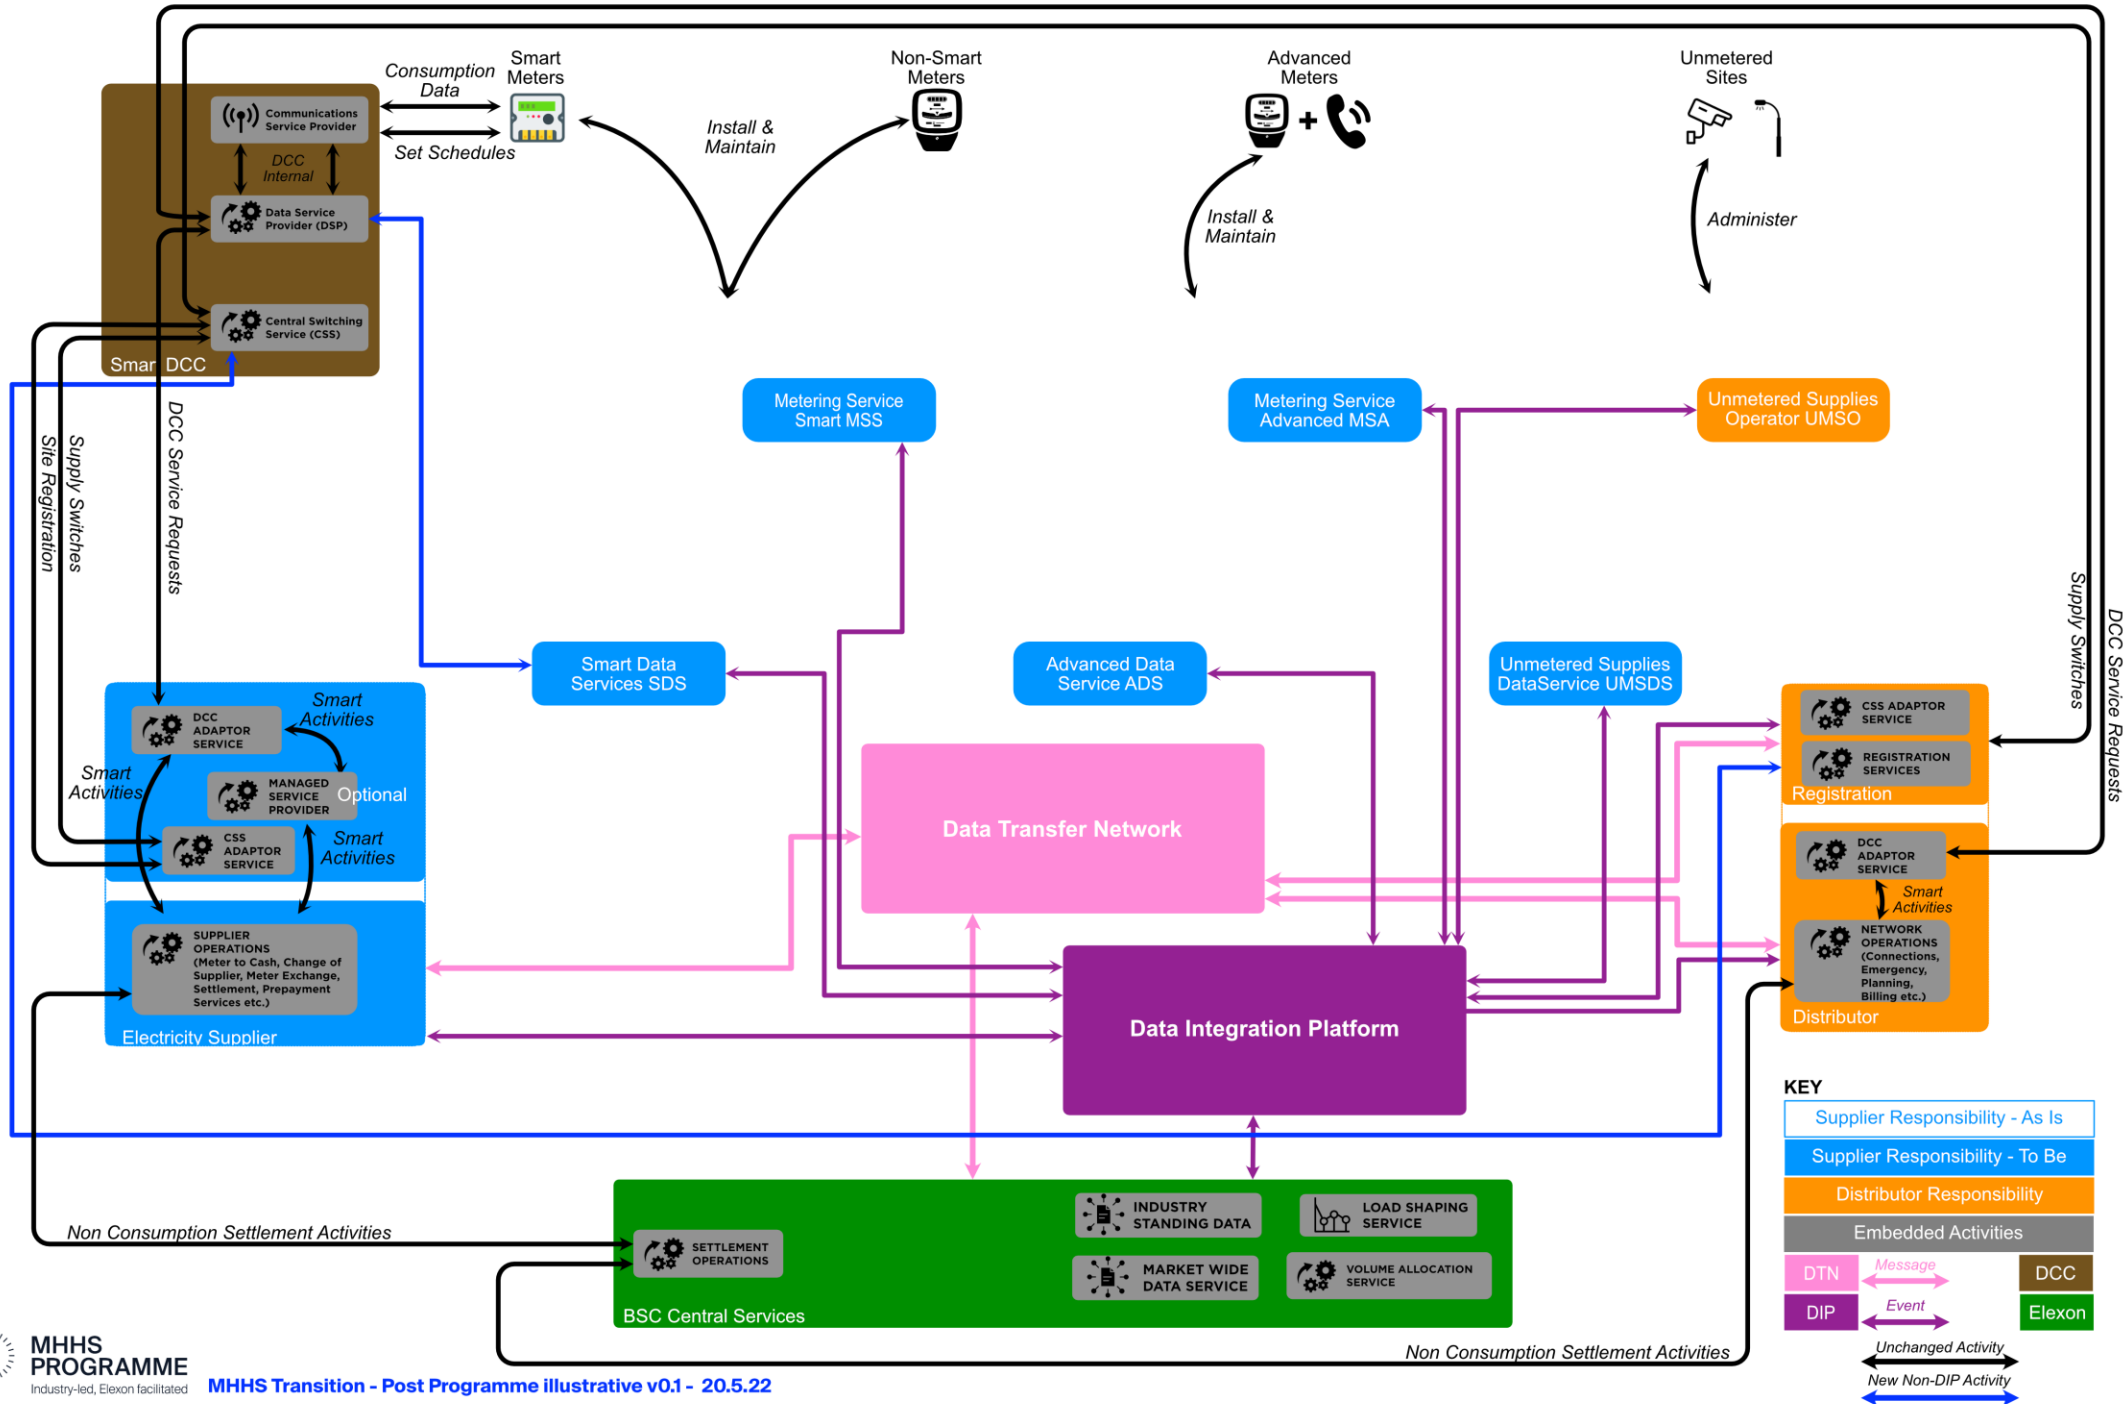 Smart
Meters
Non-Smart
Meters
Advanced
Meters
Unmetered
Sites
Consumption
Data
Set Schedules
Install &
Maintain
Install &
Maintain
Administer
Communications
Service Provider
DCC
Internal
Data Service
Provider (DSP)
Central Switching
Service (CSS)
Smar DCC
+
Metering Service
Smart MSS
Metering Service
Advanced MSA
Unmetered Supplies
Operator UMSO
Site Registration
Supply Switches
DCC Service Requests
Supply Switches
DCC Service Requests
Smart Data
Services SDS
Advanced Data
Service ADS
Unmetered Supplies
DataService UMSDS
DCC
ADAPTOR
SERVICE
Smart
Activities
Smart
Activities
MANAGED
SERVICE
PROVIDER
Optional
CSS
ADAPTOR
SERVICE
Smart
Activities
SUPPLIER
OPERATIONS
(Meter to Cash, Change of
Supplier, Meter Exchange,
Settlement, Prepayment
Services etc.)
Electricity Supplier
Data Transfer Network
Data Integration Platform
CSS ADAPTOR
SERVICE
REGISTRATION
SERVICES
Registration
DCC
ADAPTOR
SERVICE
Smart
Activities
NETWORK
OPERATIONS
(Connections,
Emergency,
Planning,
Billing etc.)
Distributor
Non Consumption Settlement Activities
SETTLEMENT
OPERATIONS
INDUSTRY
STANDING DATA
LOAD SHAPING
SERVICE
MARKET WIDE
DATA SERVICE
VOLUME ALLOCATION
SERVICE
BSC Central Services
Non Consumption Settlement Activities
KEY
Supplier Responsibility - As Is
Supplier Responsibility - To Be
Distributor Responsibility
Embedded Activities
DTN
Message
DCC
DIP
Event
Elexon
Unchanged Activity
New Non-DIP Activity
MHHS
PROGRAMME
Industry-led, Elexon facilitated
MHHS Transition - Post Programme illustrative v0.1 - 20.5.22